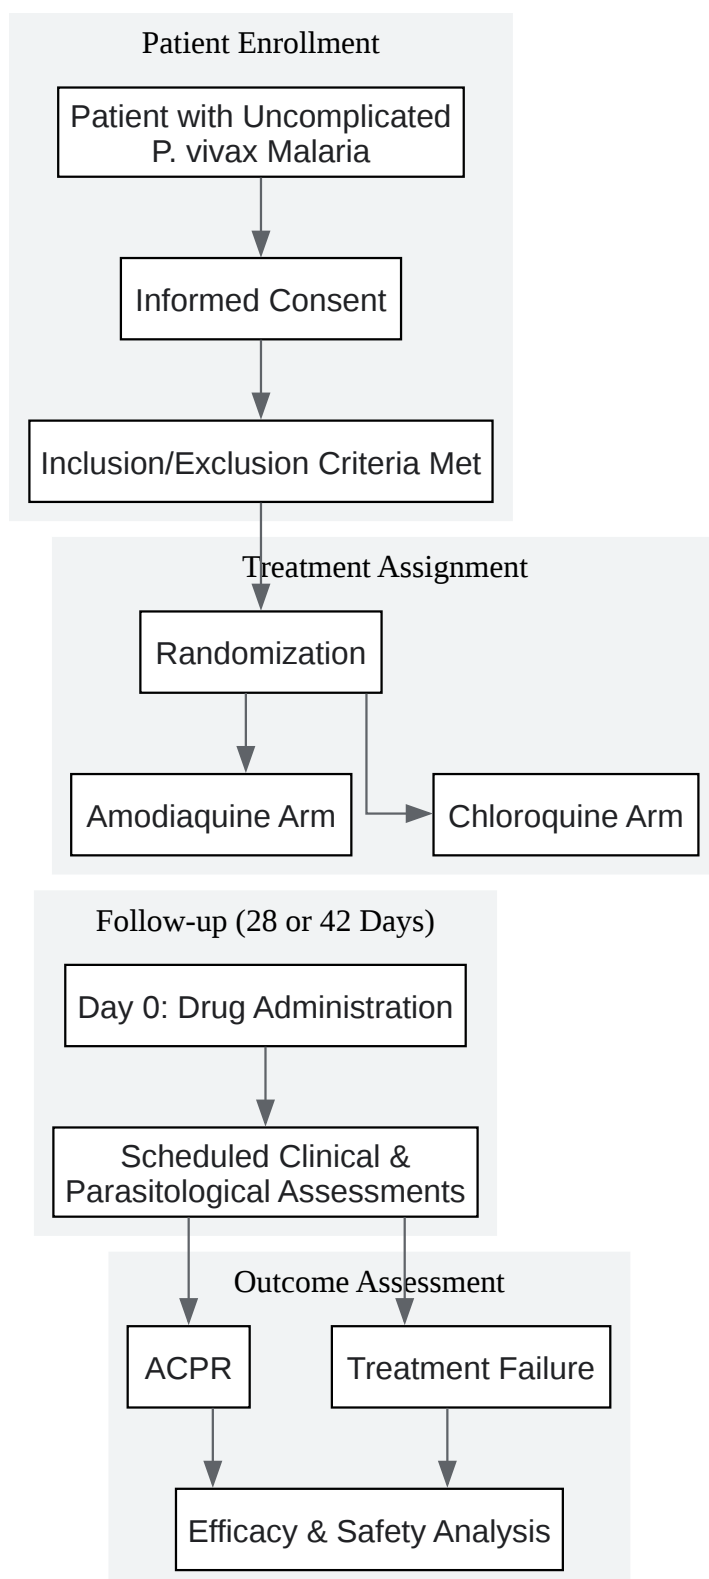 Patient Enrollment
Patient with Uncomplicated
P. vivax Malaria
Informed Consent
Inclusion/Exclusion Criteria Met
Treatment Assignment
Randomization
Amodiaquine Arm
Chloroquine Arm
Follow-up (28 or 42 Days)
Day 0: Drug Administration
Scheduled Clinical &
Parasitological Assessments
Outcome Assessment
ACPR
Treatment Failure
Efficacy & Safety Analysis